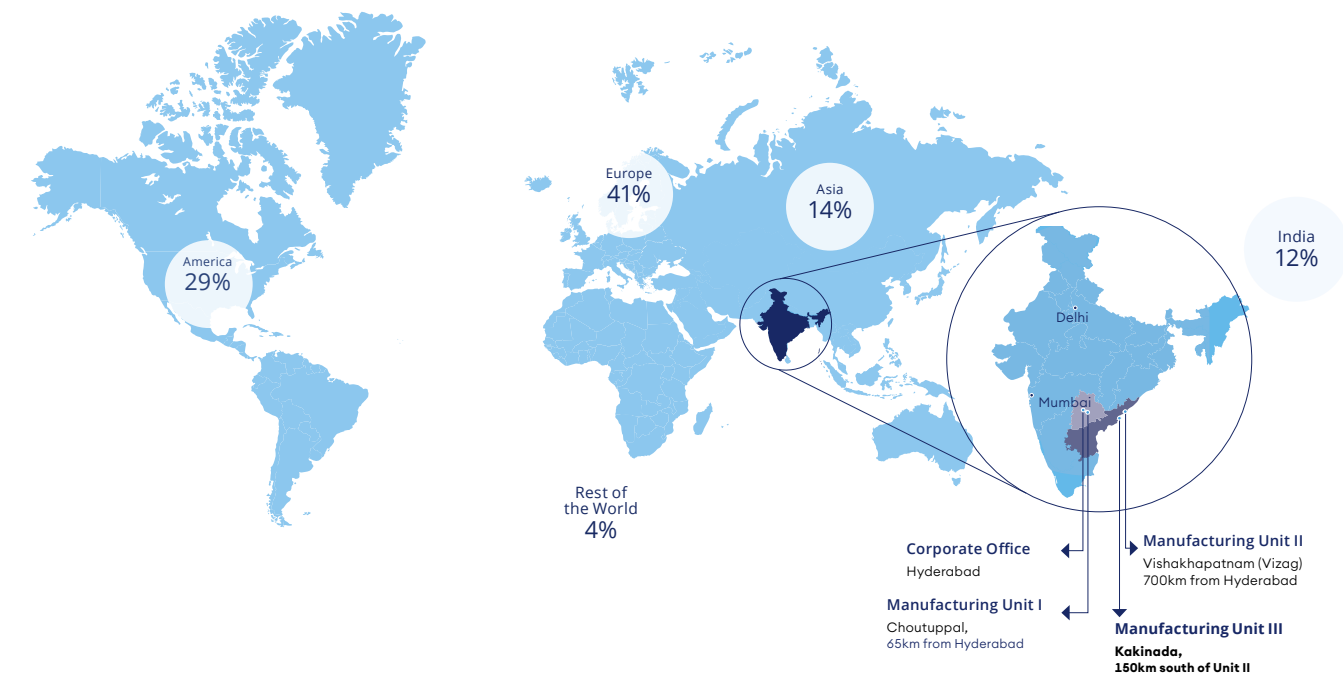 Europe
41%
Asia
14%
America
29%
India
12%
Delhi
Mumbai
Rest of
the World
4%
Corporate Office
Hyderabad
Manufacturing Unit I
Choutuppal,
65km from Hyderabad
Manufacturing Unit II
Vishakhapatnam (Vizag)
700km from Hyderabad
Manufacturing Unit III
Kakinada,
150km south of Unit II